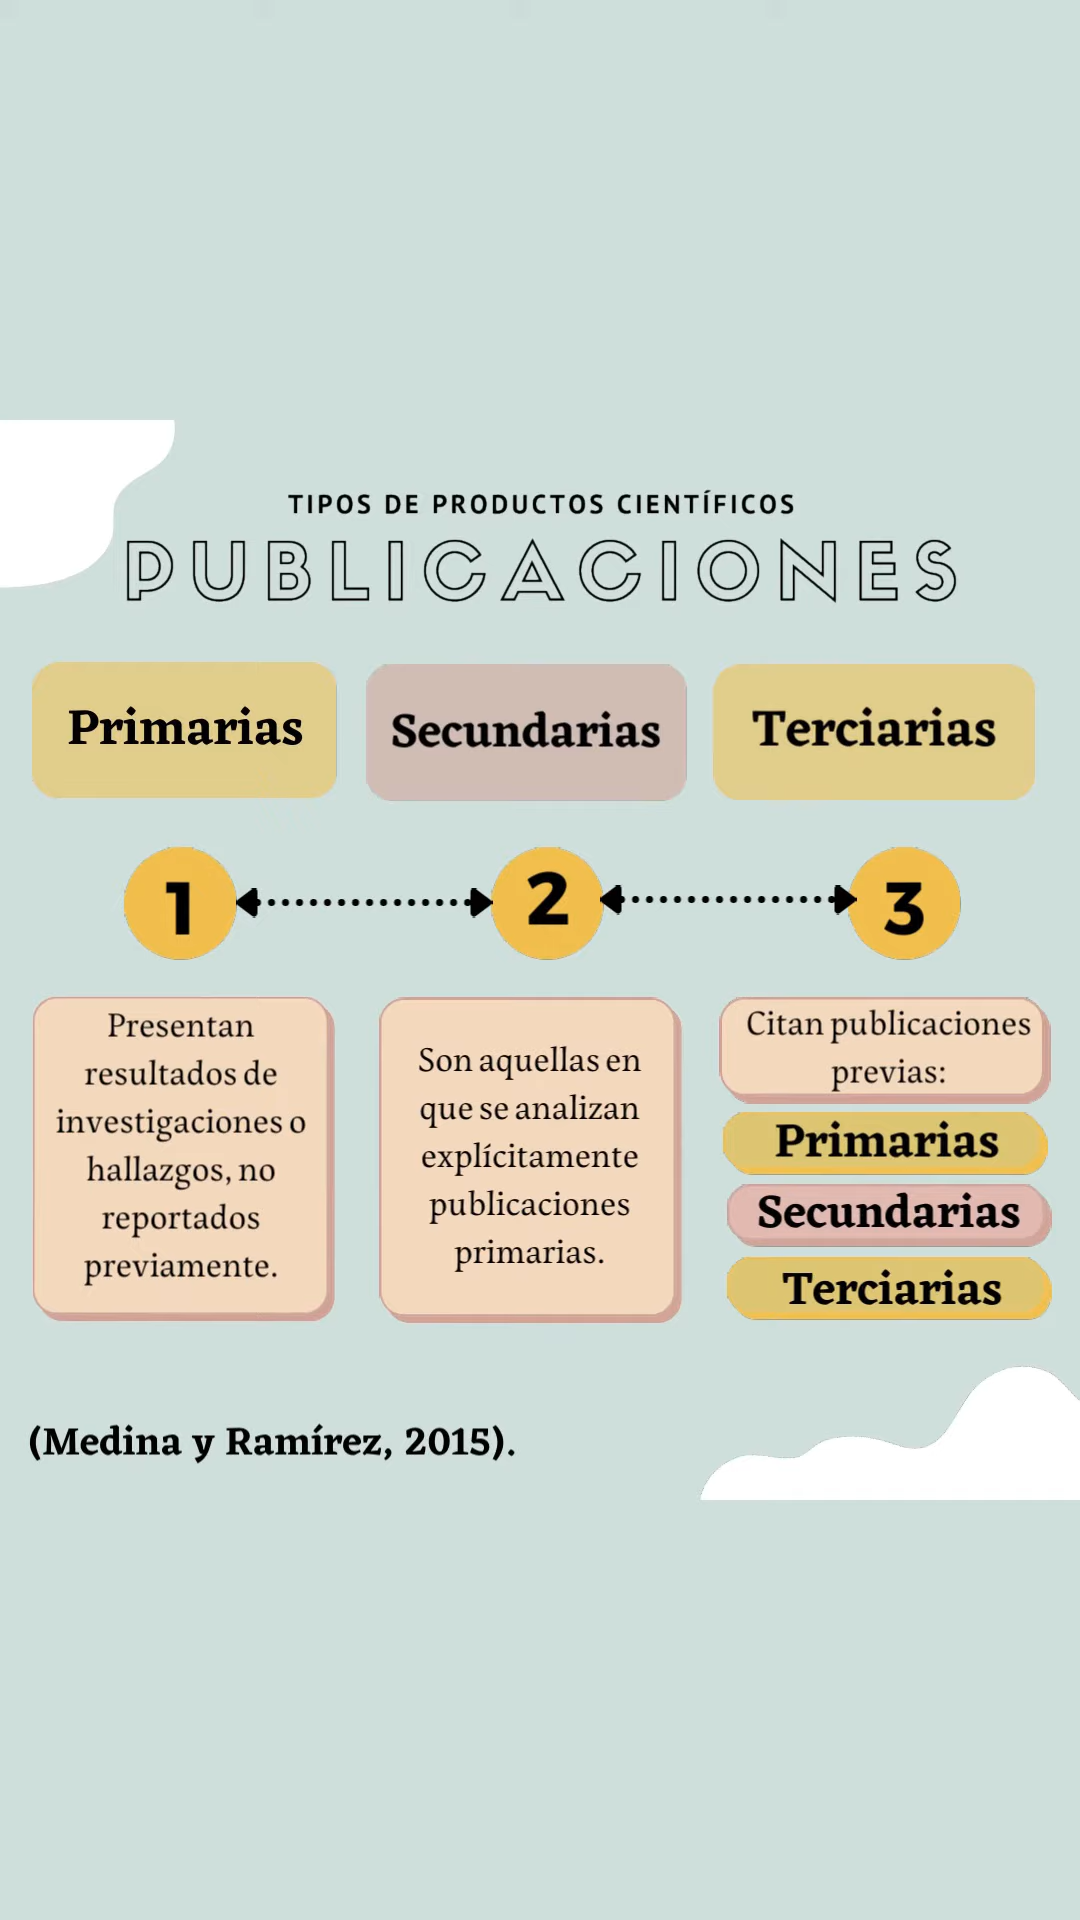 TIPOS DE PRODUCTOS CIENTÍFICOS
PUBLICACIONES
Primarias
Secundarias
Terciarias
1
2
3
Presentan
resultados de
investigaciones o
hallazgos, no
reportados
previamente.
Son aquellas en
que se analizan
explícitamente
publicaciones
primarias.
Citan publicaciones
previas:
Primarias
Secundarias
Terciarias
(Medina y Ramírez, 2015).